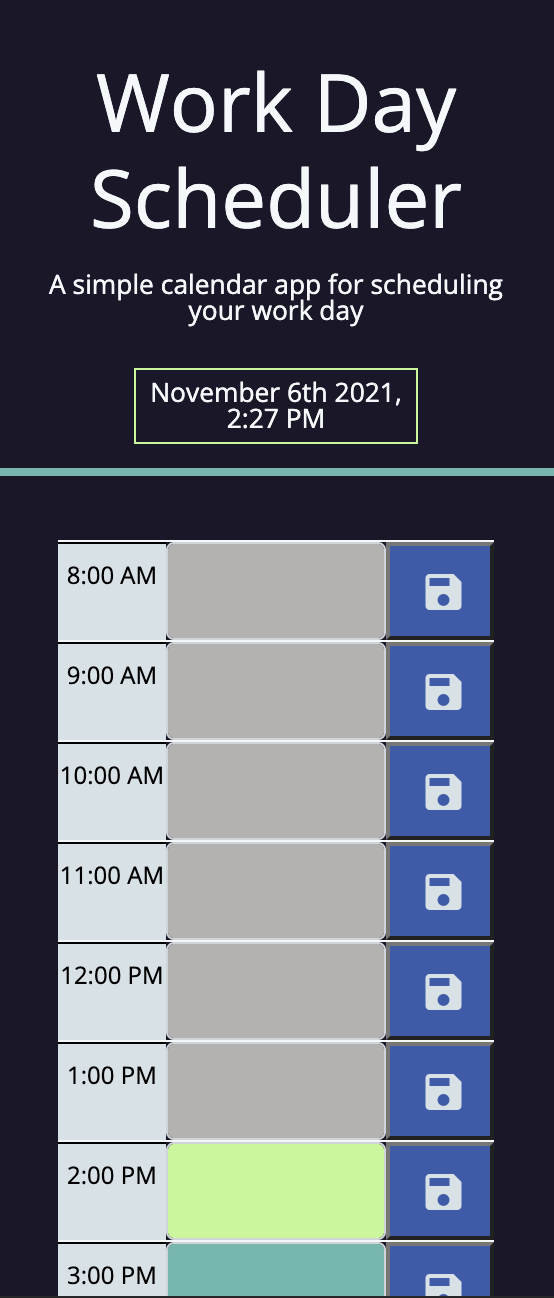 Work Day
Scheduler
A simple calendar app for scheduling
your work day
November 6th 2021,
2:27 PM
8:00 AM
9:00 AM
10:00 AM
11:00 AM
12:00 PM
1:00 PM
2:00 PM
3:00 PM